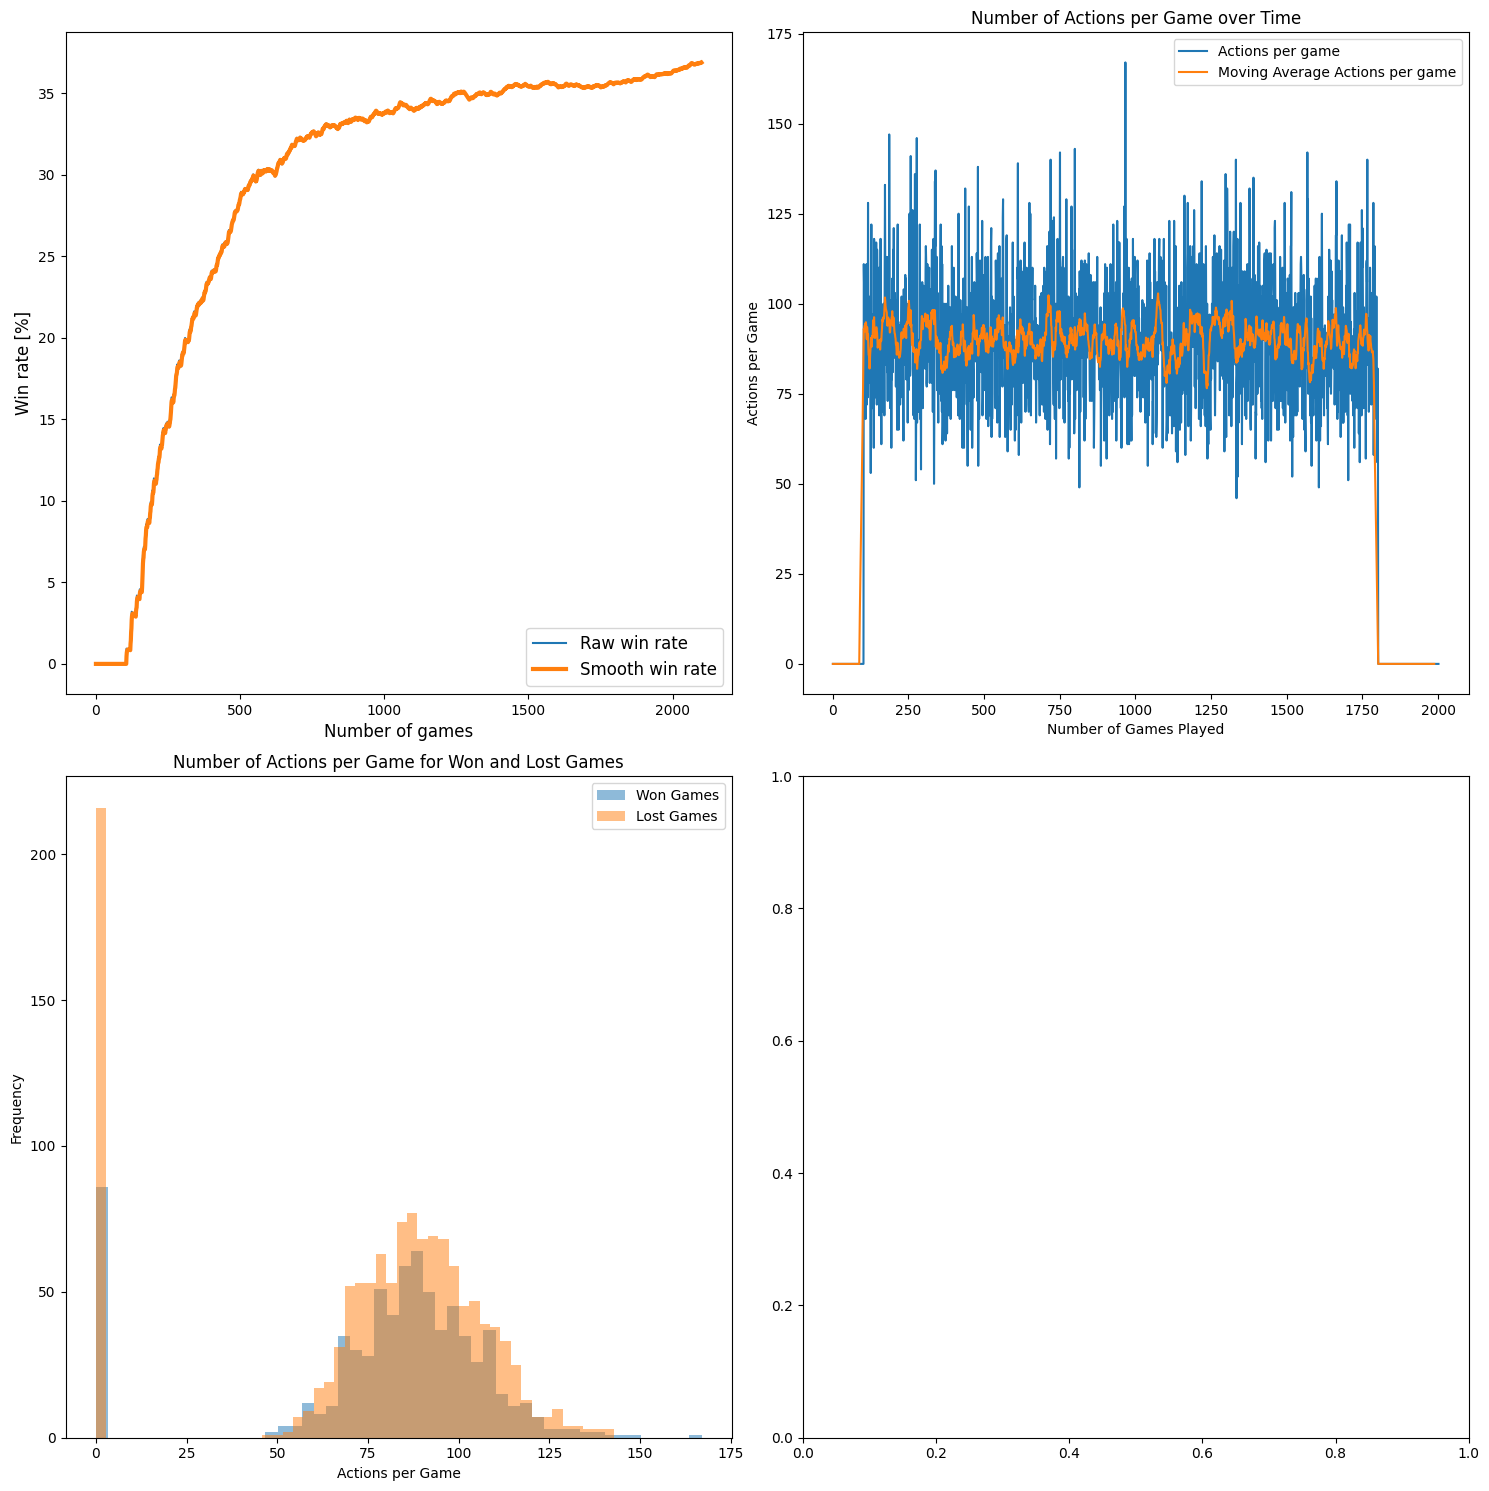 35
30
25
20
15
10
5
0
Win rate [%]
Raw win rate
Smooth win rate
0 500 1000 1500 2000
Number of games
Number of Actions per Game over Time
175
150
125
100
75
50
25
0
Actions per Game
Actions per game
Moving Average Actions per game
0 250 500 750 1000 1250 1500 1750 2000
Number of Games Played
Number of Actions per Game for Won and Lost Games
200
150
100
50
0
Frequency
Won Games
Lost Games
0 25 50 75 100 125 150 175
Actions per Game
1.0
0.8
0.6
0.4
0.2
0.0
0.0 0.2 0.4 0.6 0.8 1.0